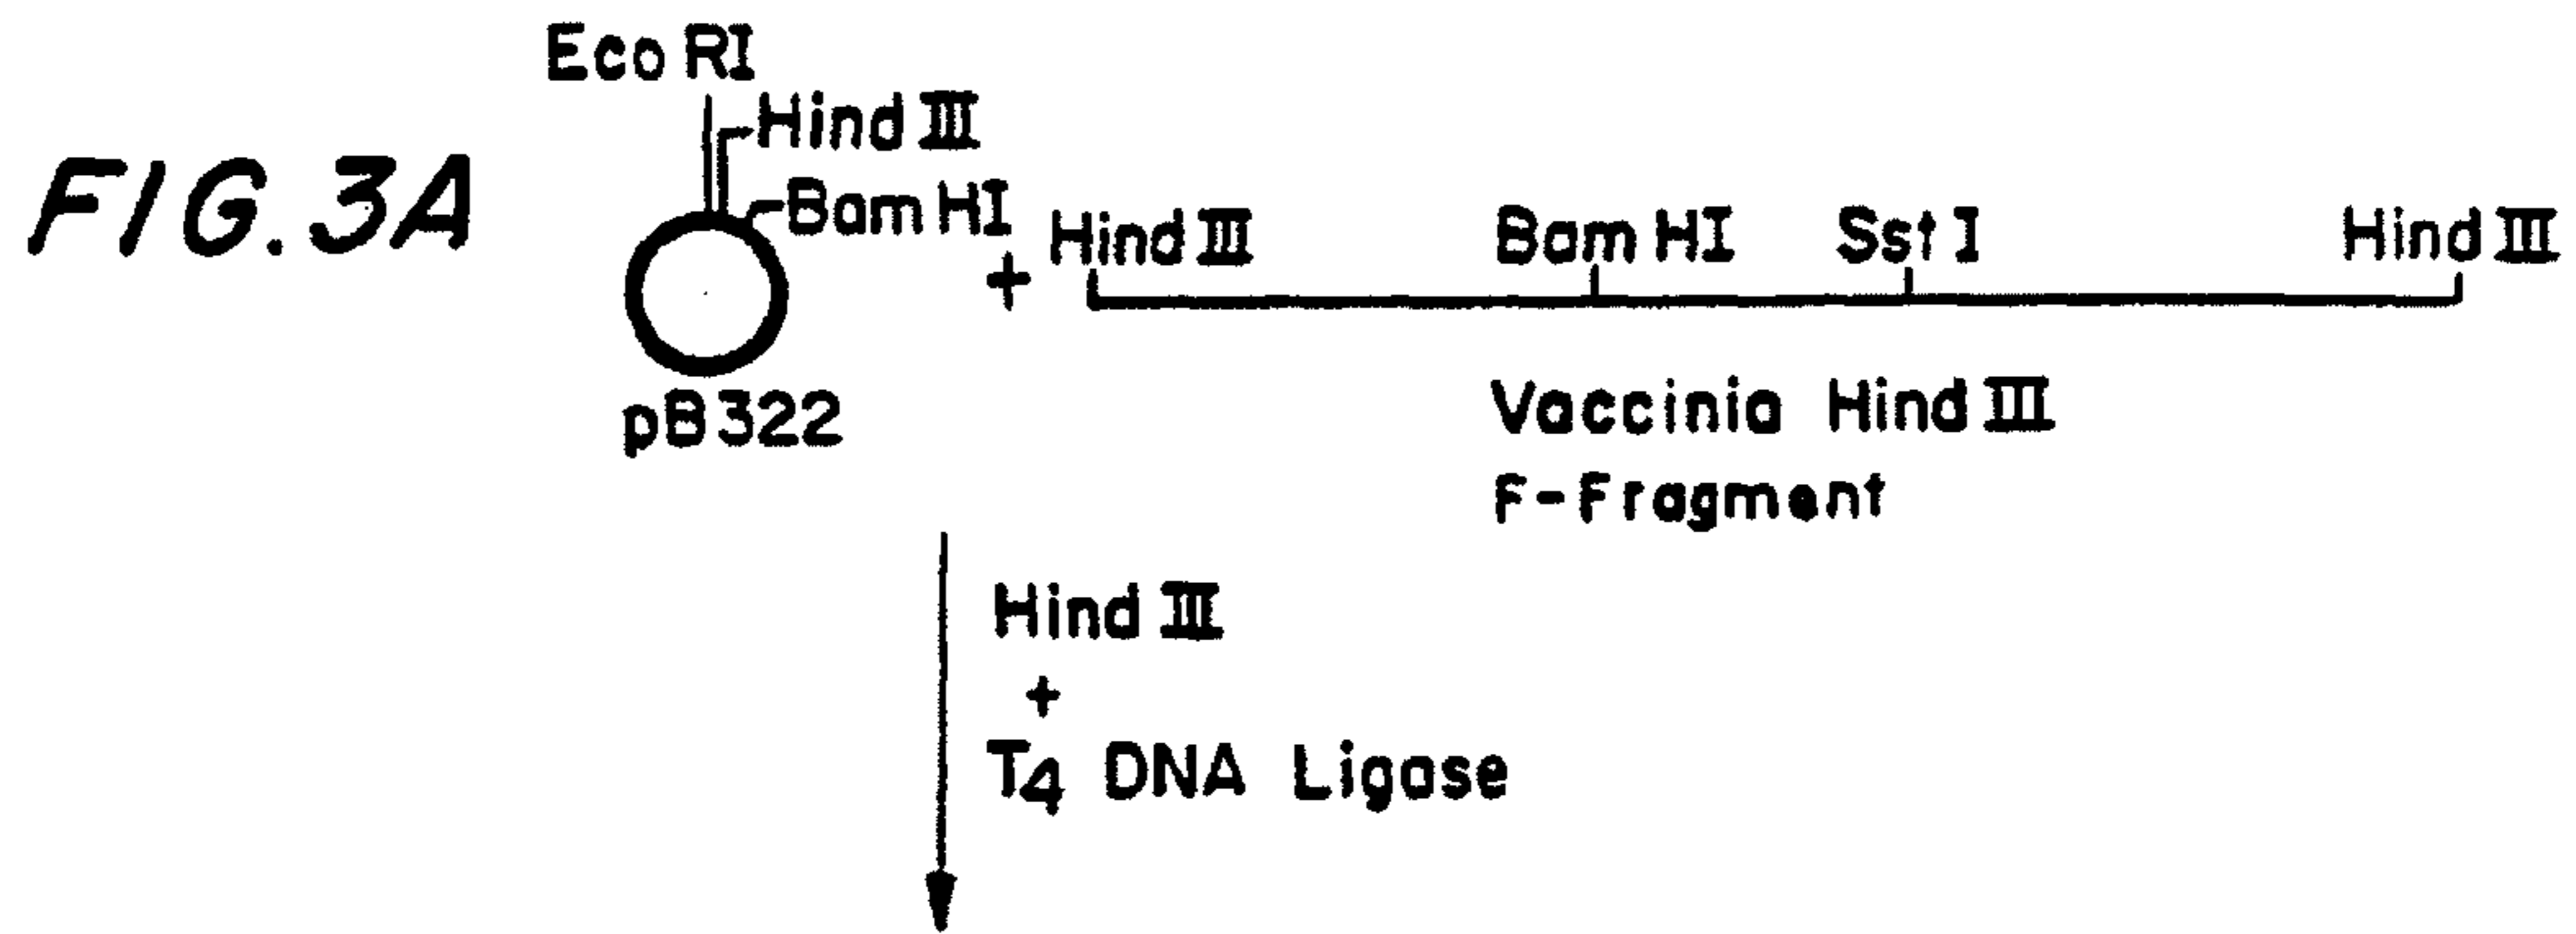 FIG. 3A
Eco RI
Hind III
Bam HI
pB322
+
Hind III
Bam HI
Sst I
Hind III
Vaccinia Hind III
F-Fragment
Hind III
+
T4 DNA Ligase